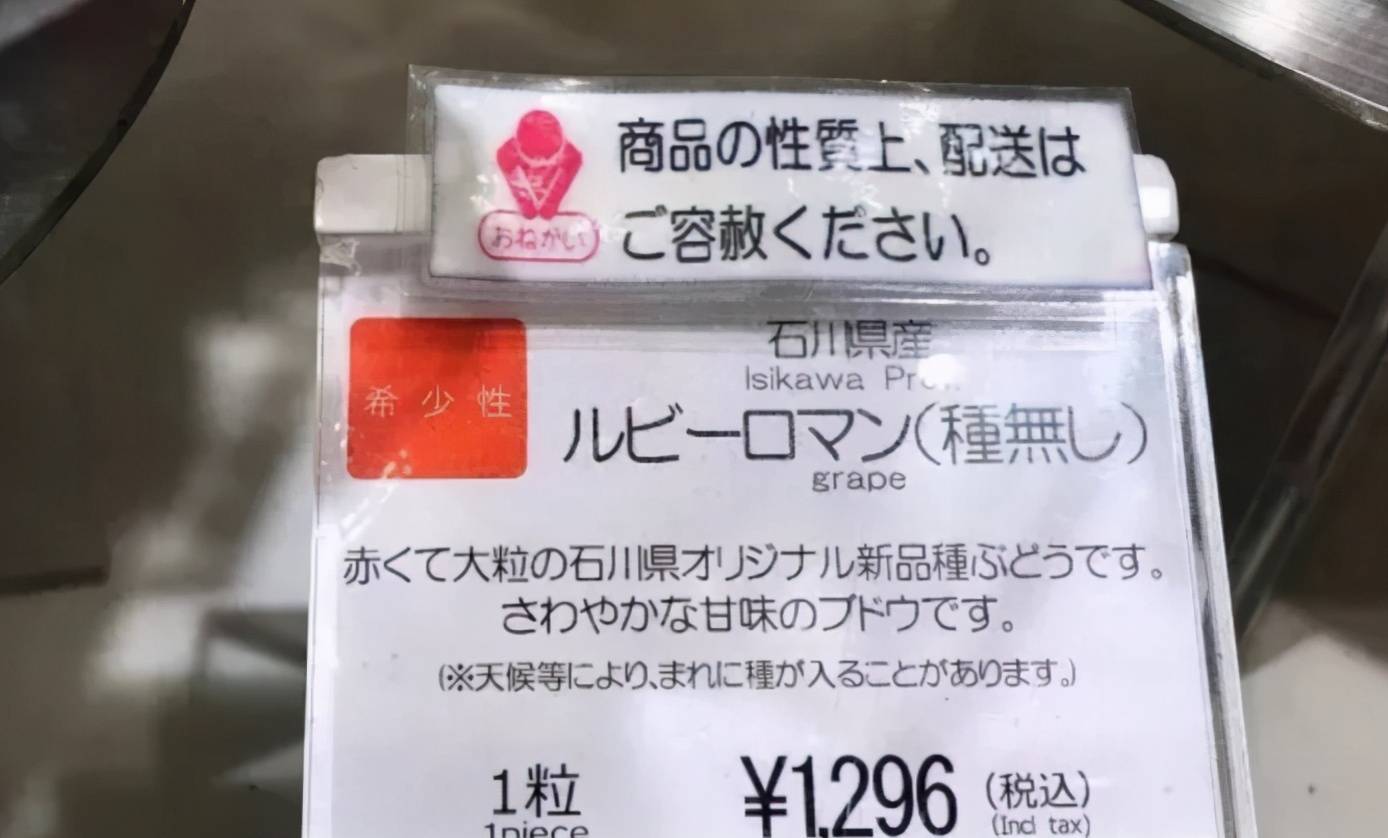 商品の性質上、配送は
おねがい
ご容赦ください。
希少性
石川県産
Isikawa
ルビーロマン(種無し)
grape
赤くて大粒の石川県オリジナル新品種ぶどうです。
さわやかな甘味のブドウです。
(※天候等により、まれに種が入ることがあります。)
1粒 ¥1,296 (税込)
1piece (Incl tax)